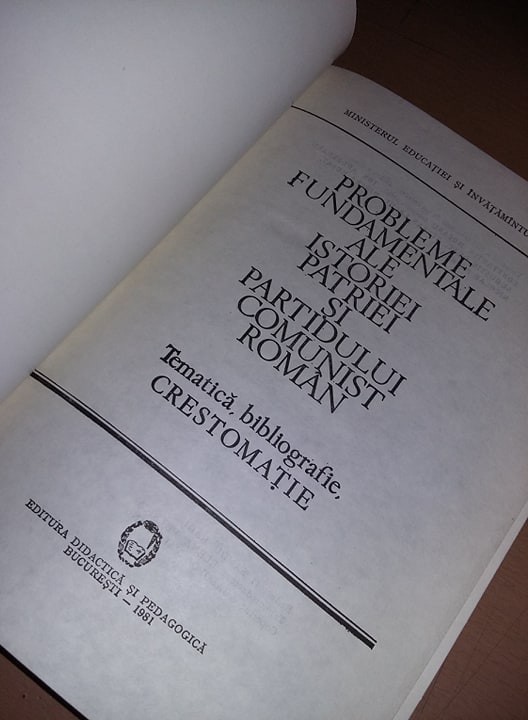 MINISTERUL EDUCAȚIEI ȘI ÎNVĂȚĂMÎNTU
PROBLEME
FUNDAMENTALE
ALE
ISTORIEI
PATRIEI
ȘI
PARTIDULUI
COMUNIST
ROMÂN
Tematică, bibliografie,
CRESTOMAȚIE
EDITURA DIDACTICĂ ȘI PEDAGOGICĂ
BUCUREȘTI — 1981